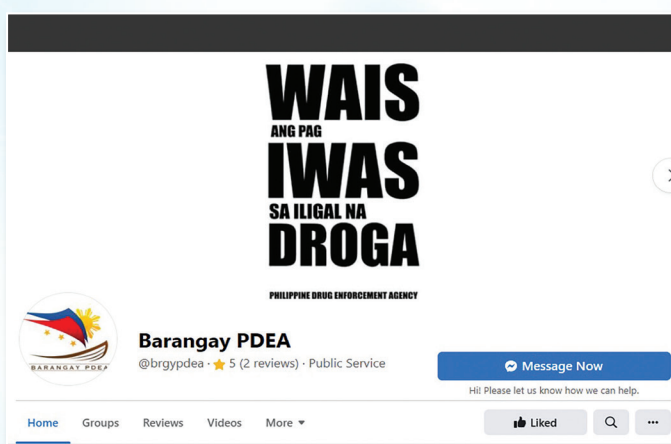 WAIS
ANG PAG
IWAS
SA ILIGAL NA
DROGA
PHILIPPINE DRUG ENFORCEMENT AGENCY
BARANGAY PDEA
Barangay PDEA
@brgypdea · 5 (2 reviews) · Public Service
Message Now
Hi! Please let us know how we can help.
Home Groups Reviews Videos More
Liked